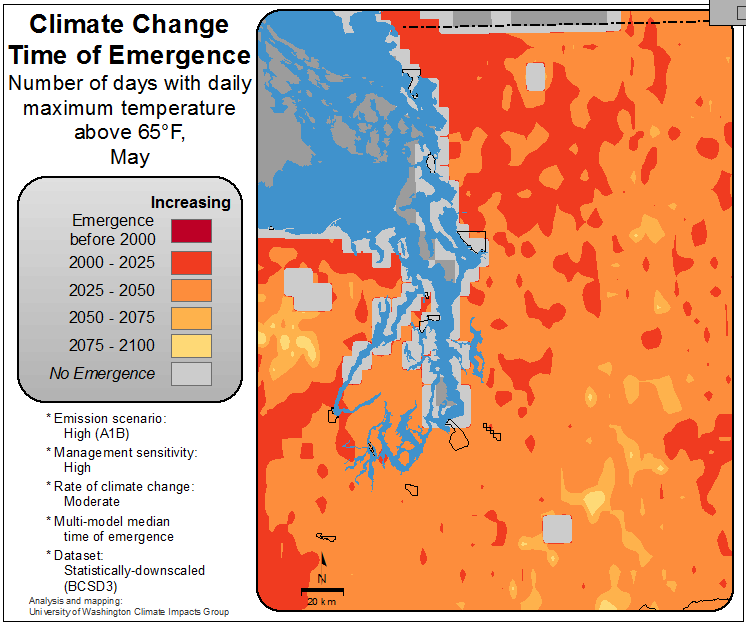 Climate Change
Time of Emergence
Number of days with daily
maximum temperature
above 65°F,
May
Increasing
Emergence
before 2000
2000 - 2025
2025 - 2050
2050 - 2075
2075 - 2100
No Emergence
* Emission scenario:
High (A1B)
* Management sensitivity:
High
* Rate of climate change:
Moderate
* Multi-model median
time of emergence
* Dataset:
Statistically-downscaled
(BCSD3)
Analysis and mapping:
University of Washington Climate Impacts Group
N
20 km